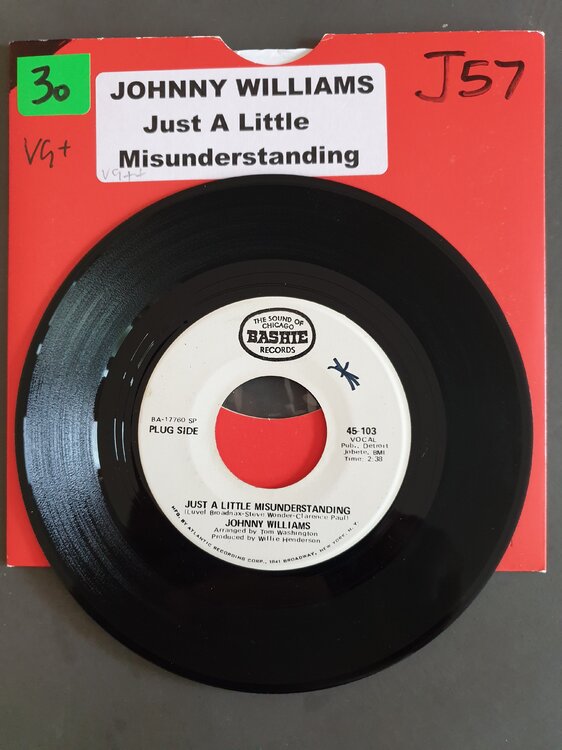 30
JOHNNY WILLIAMS
Just A Little
Misunderstanding
VG++
J57
VG+
THE SOUND OF
CHICAGO
BASHIE
RECORDS
BA-17760 SP
PLUG SIDE
45-103
VOCAL
Pub., Detroit
Jobete, BMI
Time: 2:38
JUST A LITTLE MISUNDERSTANDING
(Luvel Broadnax-Steve Wonder-Clarence Paul)
JOHNNY WILLIAMS
Arranged by Tom Washington
Produced by Willie Henderson
MFG. BY ATLANTIC RECORDING CORP., 1841 BROADWAY, NEW YORK, N. Y.